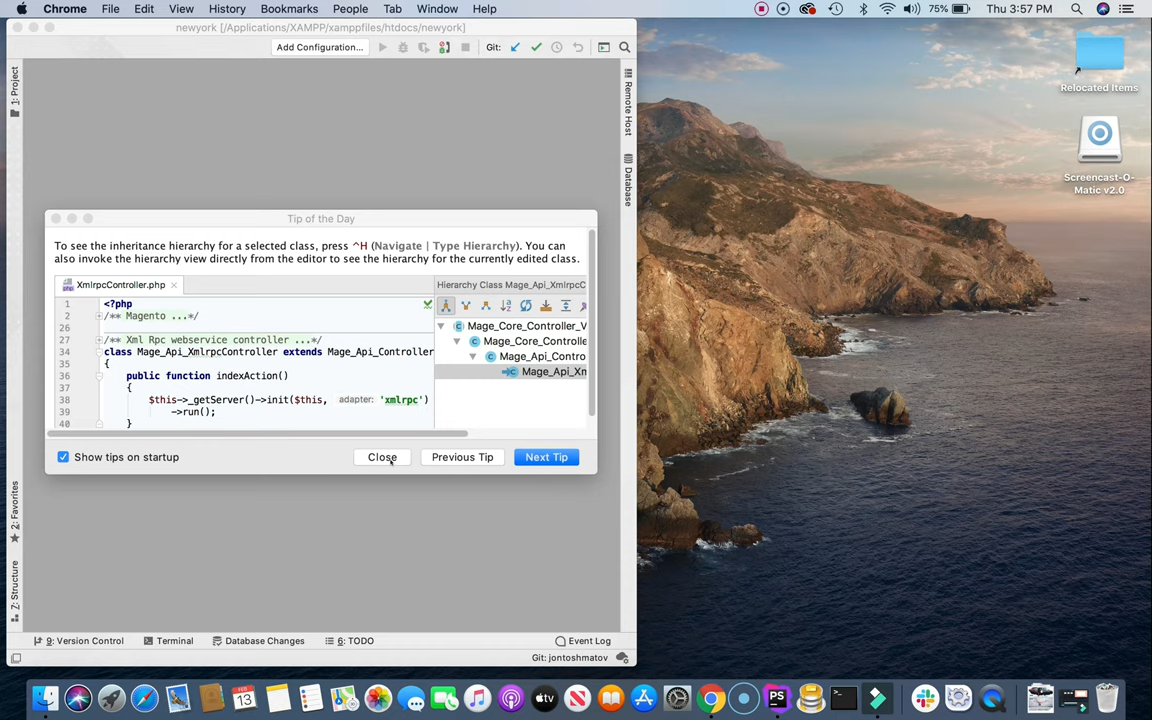 Chrome File Edit View History Bookmarks People Tab Window Help 75% Thu 3:57 PM
newyork [/Applications/XAMPP/xamppfiles/htdocs/newyork]
Add Configuration... Git:
1: Project
Remote Host
Database
Relocated Items
Screencast-O-
Matic v2.0
Tip of the Day
To see the inheritance hierarchy for a selected class, press ^H (Navigate | Type Hierarchy). You can
also invoke the hierarchy view directly from the editor to see the hierarchy for the currently edited class.
XmlrpcController.php
Hierarchy Class Mage_Api_XmlrpcC
1 <?php
2 /** Magento ...*/
26
27 /** Xml Rpc webservice controller ...*/
34 class Mage_Api_XmlrpcController extends Mage_Api_Controller
35 {
36 public function indexAction()
37 {
38 $this->_getServer()->init($this, adapter: 'xmlrpc')
39 ->run();
40 }
Mage_Core_Controller_V
Mage_Core_Controlle
Mage_Api_Contro
Mage_Api_Xn
Show tips on startup
Close
Previous Tip
Next Tip
2: Favorites
7: Structure
9: Version Control Terminal Database Changes 6: TODO Event Log
Git: jontoshmatov
FEB
13
tv
PS